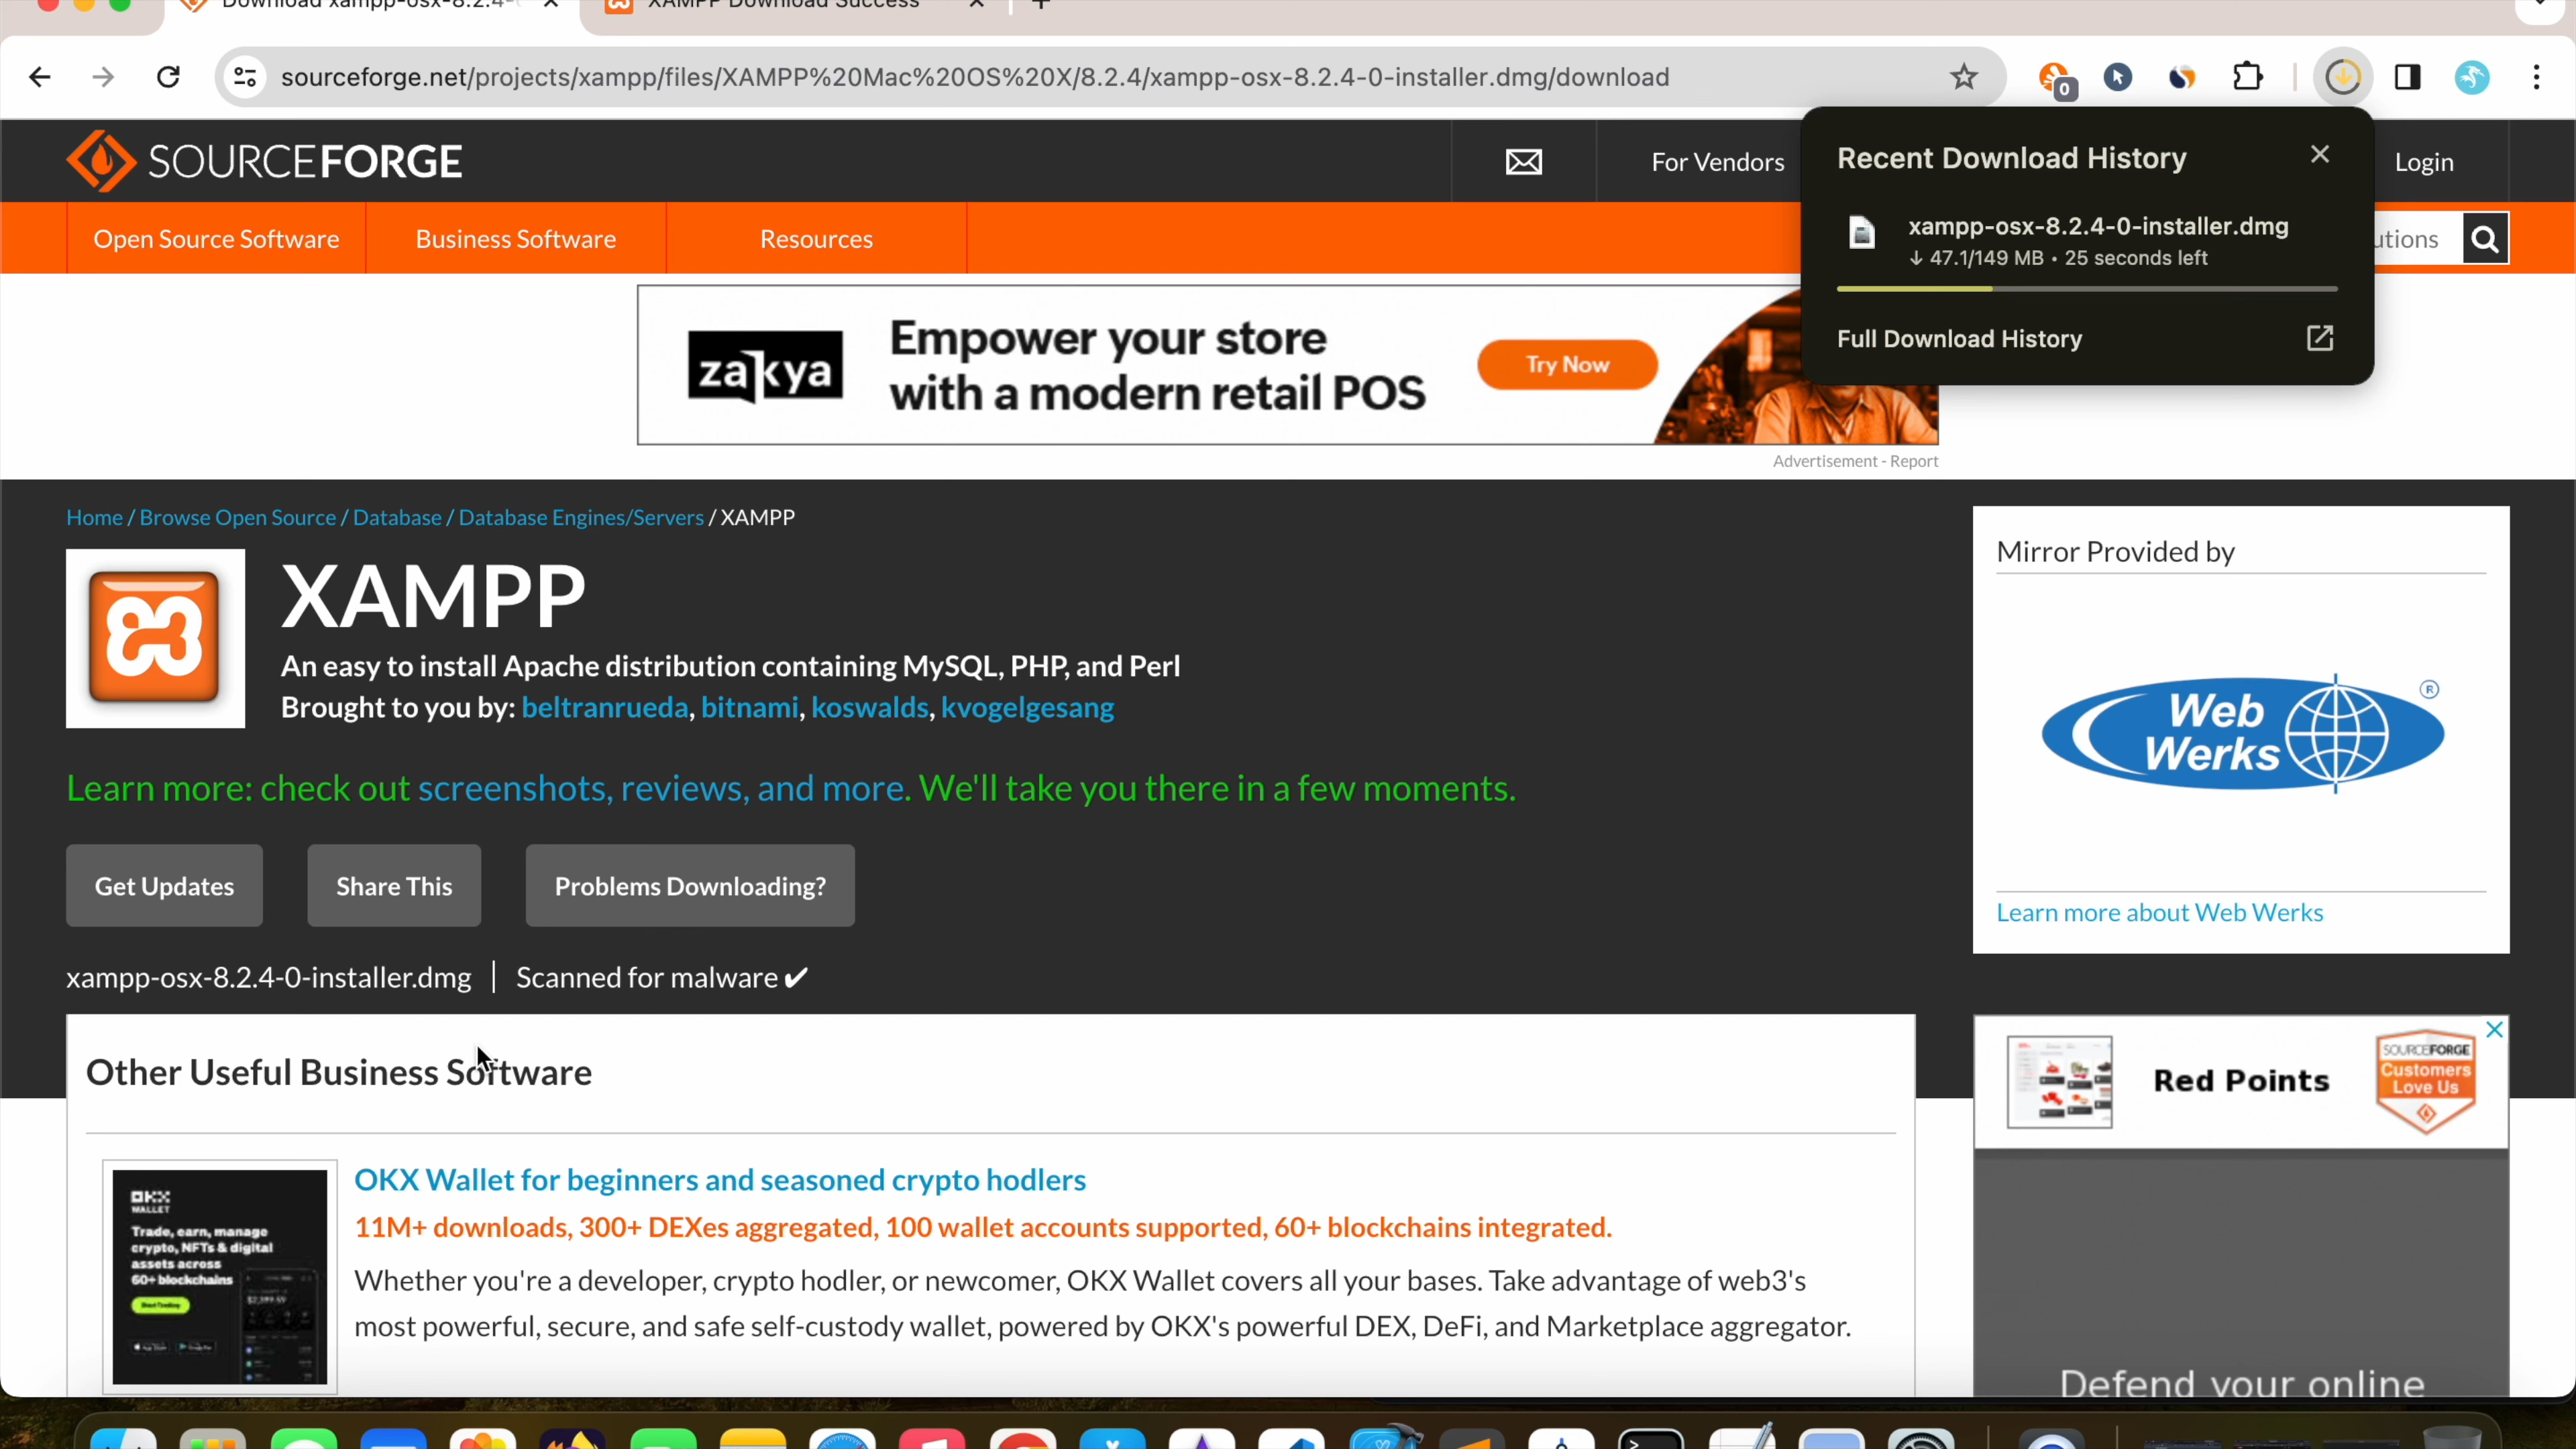 Download xampp-osx-8.2.4-
XAMPP Download Success
sourceforge.net/projects/xampp/files/XAMPP%20Mac%20OS%20X/8.2.4/xampp-osx-8.2.4-0-installer.dmg/download
0
SOURCEFORGE
For Vendors
Login
Recent Download History
xampp-osx-8.2.4-0-installer.dmg
↓ 47.1/149 MB • 25 seconds left
Full Download History
Open Source Software
Business Software
Resources
utions
zakya
Empower your store
with a modern retail POS
Try Now
Advertisement - Report
Home / Browse Open Source / Database / Database Engines/Servers / XAMPP
XAMPP
An easy to install Apache distribution containing MySQL, PHP, and Perl
Brought to you by: beltranrueda, bitnami, koswalds, kvogelgesang
Learn more: check out screenshots, reviews, and more. We'll take you there in a few moments.
Get Updates
Share This
Problems Downloading?
xampp-osx-8.2.4-0-installer.dmg | Scanned for malware ✔
Mirror Provided by
Web
Werks
®
Learn more about Web Werks
Other Useful Business Software
OKX
WALLET
Trade, earn, manage
crypto, NFTs & digital
assets across
60+ blockchains
OKX Wallet for beginners and seasoned crypto hodlers
11M+ downloads, 300+ DEXes aggregated, 100 wallet accounts supported, 60+ blockchains integrated.
Whether you're a developer, crypto hodler, or newcomer, OKX Wallet covers all your bases. Take advantage of web3's
most powerful, secure, and safe self-custody wallet, powered by OKX's powerful DEX, DeFi, and Marketplace aggregator.
Red Points
SOURCEFORGE
Customers
Love Us
Defend your online